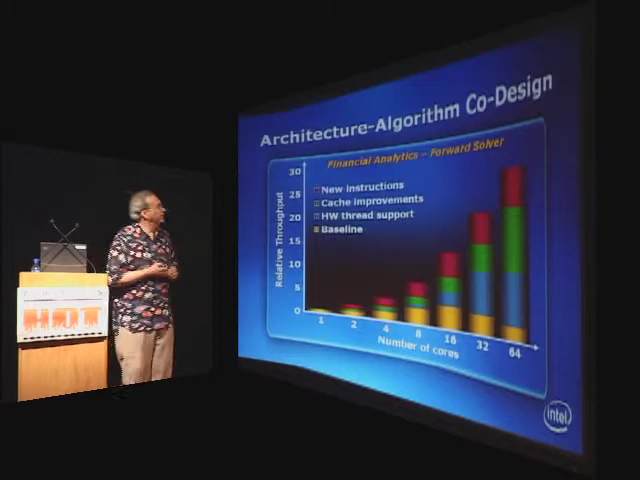 Architecture-Algorithm Co-Design
Financial Analytics – Forward Solver
30
25
20
15
10
5
0
Relative Throughput
New instructions
Cache improvements
HW thread support
Baseline
1
2
4
8
16
32
64
Number of cores
intel
HOT